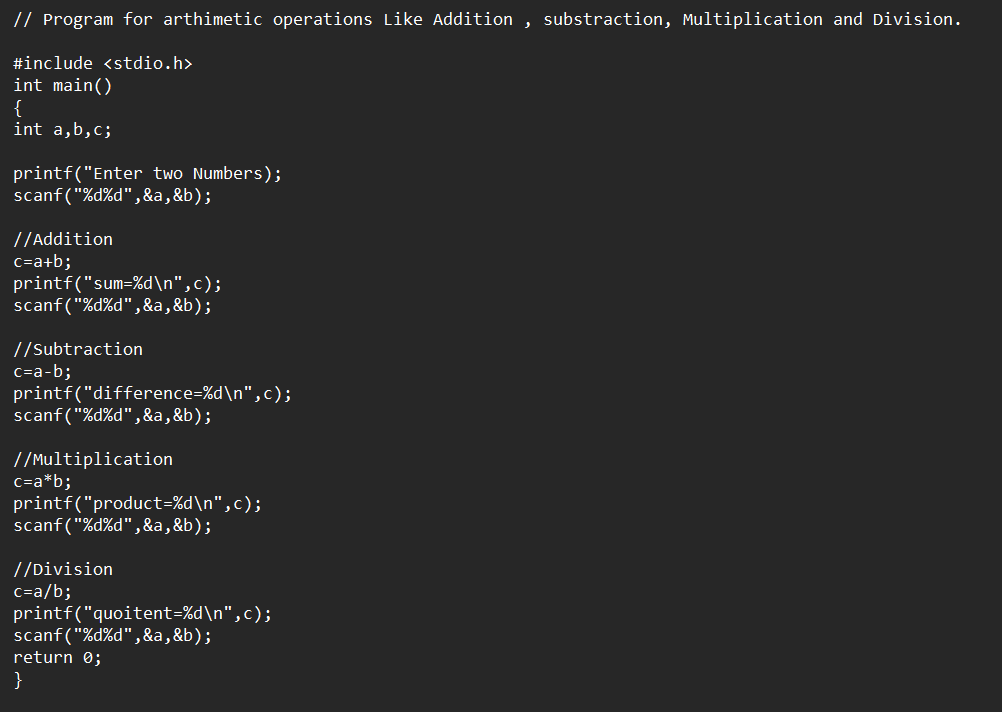 // Program for arthimetic operations Like Addition , substraction, Multiplication and Division.
#include <stdio.h>
int main()
{
int a,b,c;
printf("Enter two Numbers);
scanf("%d%d",&a,&b);
//Addition
c=a+b;
printf("sum=%d\n",c);
scanf("%d%d",&a,&b);
//Subtraction
c=a-b;
printf("difference=%d\n",c);
scanf("%d%d",&a,&b);
//Multiplication
c=a*b;
printf("product=%d\n",c);
scanf("%d%d",&a,&b);
//Division
c=a/b;
printf("quoitent=%d\n",c);
scanf("%d%d",&a,&b);
return 0;
}